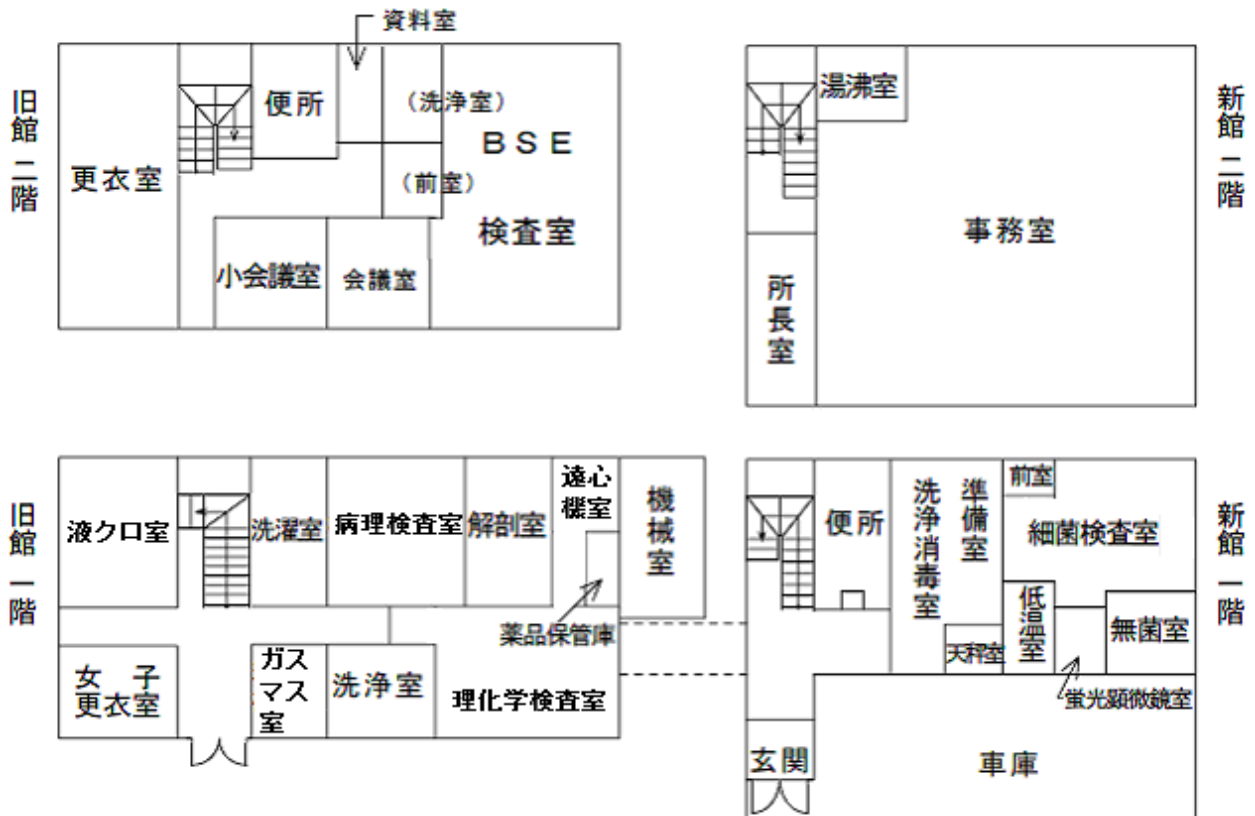 資料室
旧館二階
更衣室
便所
（洗浄室）
（前室）
ＢＳＥ
検査室
小会議室
会議室
新館二階
湯沸室
事務室
所長室
旧館一階
液クロ室
洗濯室
病理検査室
解剖室
遠心
機室
機械室
薬品保管庫
女子
更衣室
ガス
マス
室
洗浄室
理化学検査室
新館一階
便所
洗浄消毒室
準備室
天秤室
前室
細菌検査室
低温室
無菌室
蛍光顕微鏡室
玄関
車庫